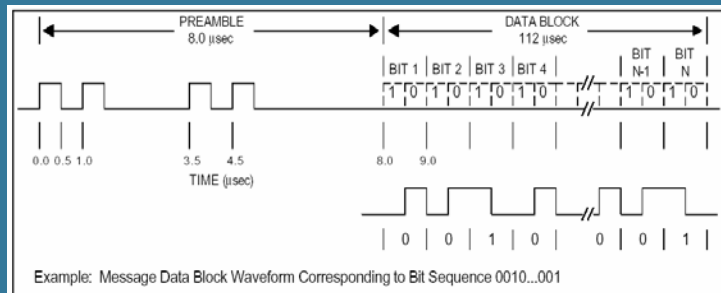 PREAMBLE
8.0 µsec
DATA BLOCK
112 µsec
BIT 1 BIT 2 BIT 3 BIT 4 BIT N-1 BIT N
1 0 1 0 1 0 1 0 1 0 1 0
0.0 0.5 1.0 3.5 4.5 8.0 9.0
TIME (µsec)
0 0 1 0 0 0 1
Example: Message Data Block Waveform Corresponding to Bit Sequence 0010...001